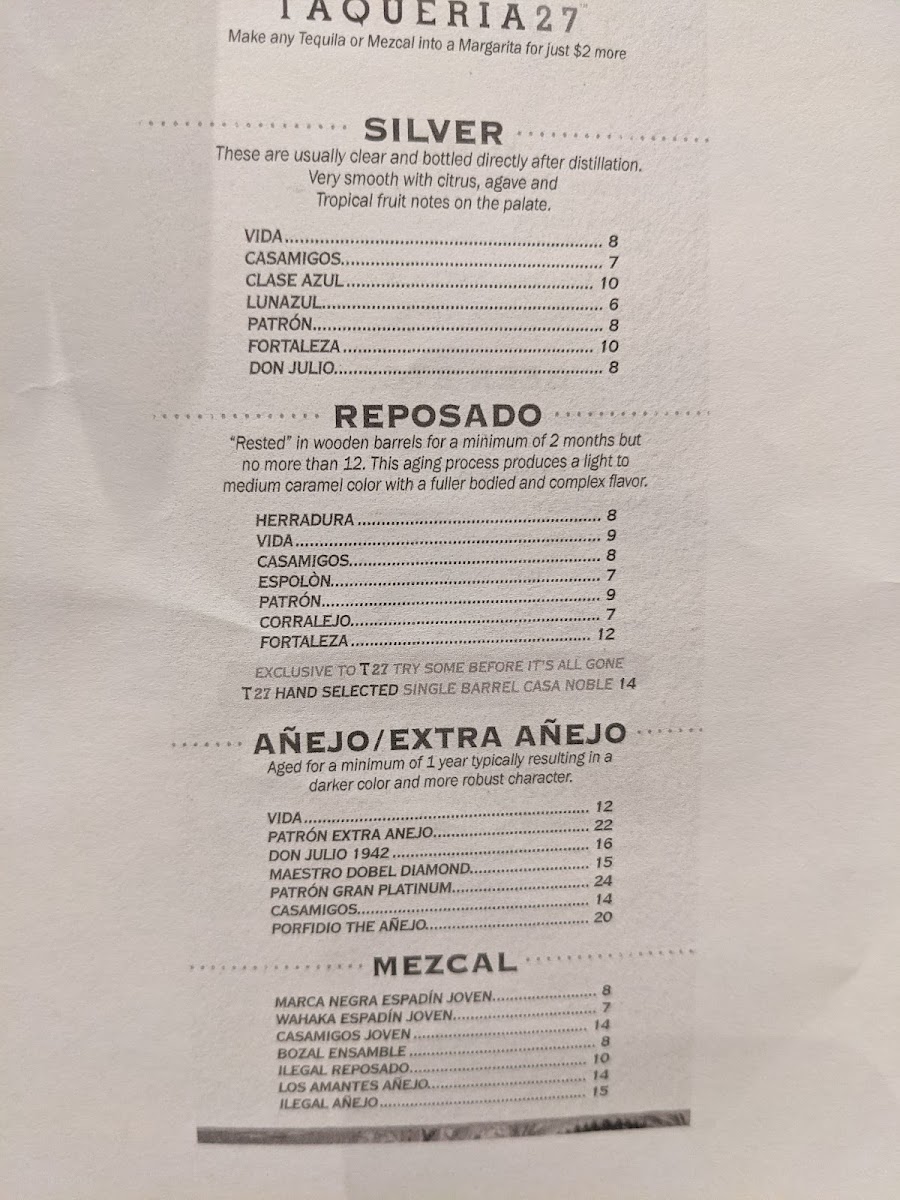 TAQUERIA27™
Make any Tequila or Mezcal into a Margarita for just $2 more
SILVER
These are usually clear and bottled directly after distillation.
Very smooth with citrus, agave and
Tropical fruit notes on the palate.
VIDA 8
CASAMIGOS 7
CLASE AZUL 10
LUNAZUL 6
PATRÓN 8
FORTALEZA 10
DON JULIO 8
REPOSADO
“Rested” in wooden barrels for a minimum of 2 months but
no more than 12. This aging process produces a light to
medium caramel color with a fuller bodied and complex flavor.
HERRADURA 8
VIDA 9
CASAMIGOS 8
ESPOLÒN 7
PATRÓN 9
CORRALEJO 7
FORTALEZA 12
EXCLUSIVE TO T27 TRY SOME BEFORE IT'S ALL GONE
T27 HAND SELECTED SINGLE BARREL CASA NOBLE 14
AÑEJO/EXTRA AÑEJO
Aged for a minimum of 1 year typically resulting in a
darker color and more robust character.
VIDA 12
PATRÓN EXTRA ANEJO 22
DON JULIO 1942 16
MAESTRO DOBEL DIAMOND 15
PATRÓN GRAN PLATINUM 24
CASAMIGOS 14
PORFIDIO THE AÑEJO 20
MEZCAL
MARCA NEGRA ESPADÍN JOVEN 8
WAHAKA ESPADÍN JOVEN 7
CASAMIGOS JOVEN 14
BOZAL ENSAMBLE 8
ILEGAL REPOSADO 10
LOS AMANTES AÑEJO 14
ILEGAL AÑEJO 15